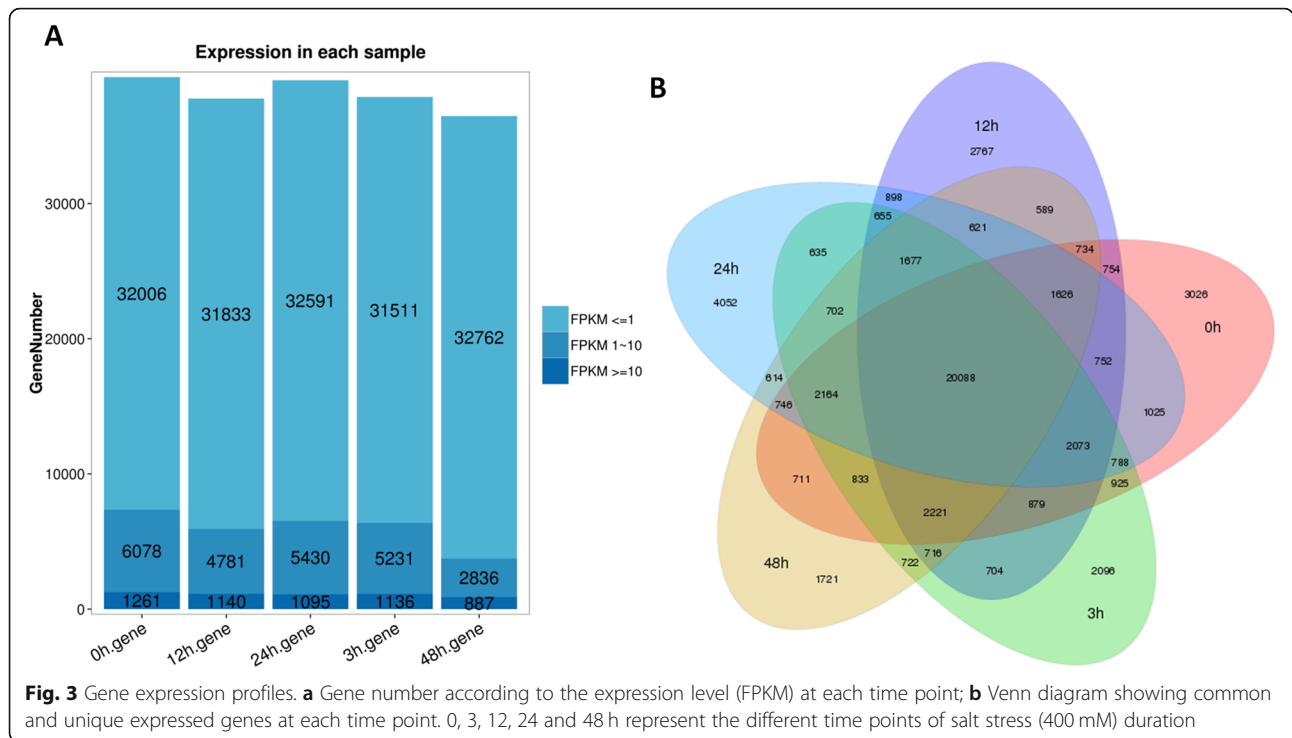 A
Expression in each sample
GeneNumber
30000
20000
10000
0
32006
31833
32591
31511
32762
6078
4781
5430
5231
2836
1261
1140
1095
1136
887
0h.gene
12h.gene
24h.gene
3h.gene
48h.gene
FPKM <=1
FPKM 1~10
FPKM >=10
B
12h
2767
898
655
589
621
734
754
635
1677
24h
4052
702
1626
3026
0h
752
614
746
2164
20088
1025
2073
788
925
711
833
879
2221
48h
1721
722
716
704
2096
3h
Fig. 3 Gene expression profiles. a Gene number according to the expression level (FPKM) at each time point; b Venn diagram showing common
and unique expressed genes at each time point. 0, 3, 12, 24 and 48 h represent the different time points of salt stress (400 mM) duration